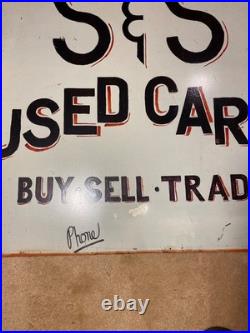 S&S
USED CAR
BUY·SELL·TRAD
Phone